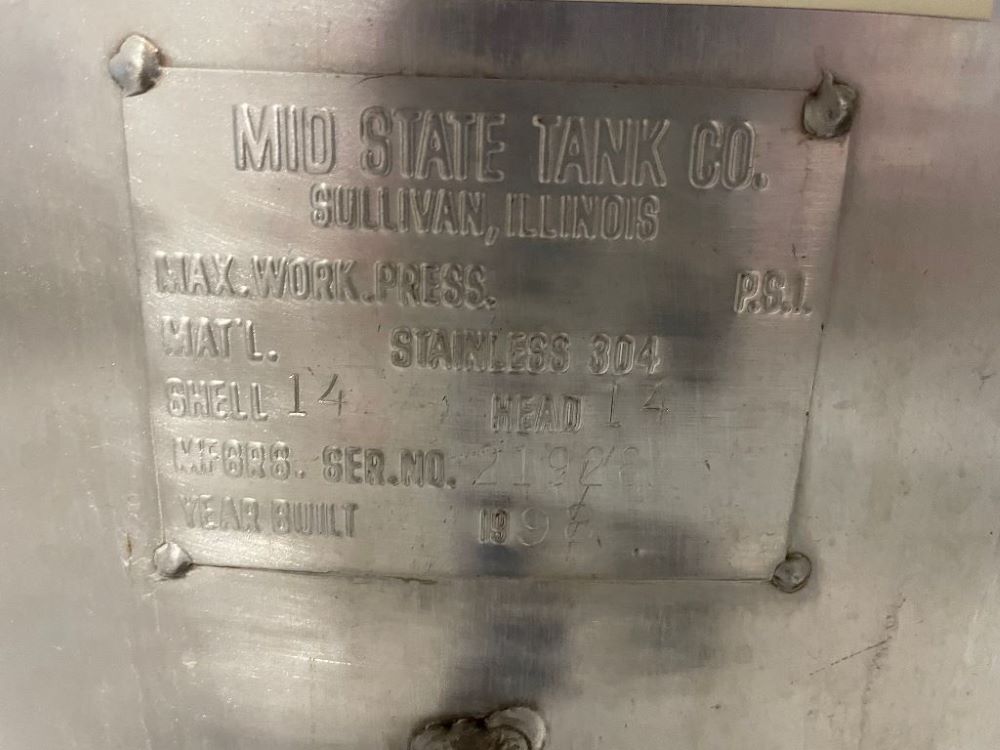 MID STATE TANK CO.
SULLIVAN, ILLINOIS
MAX. WORK. PRESS. P.S.I.
MAT'L. STAINLESS 304
SHELL 14 HEAD 14
MFGRS. SER. NO.
YEAR BUILT